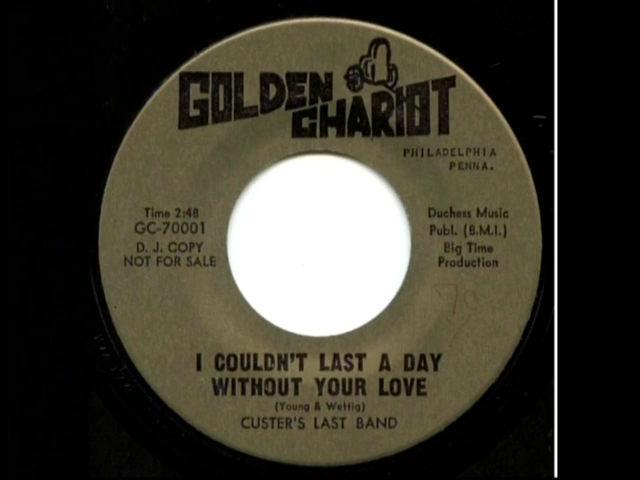 GOLDEN
CHARIOT
PHILADELPHIA
PENNA.
Time 2:48
GC-70001
D. J. COPY
NOT FOR SALE
Duchess Music
Publ. (B.M.I.)
Big Time
Production
I COULDN'T LAST A DAY
WITHOUT YOUR LOVE
(Young & Wettig)
CUSTER'S LAST BAND